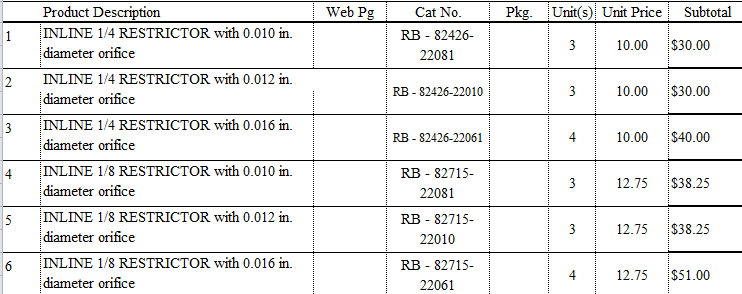 Product Description Web Pg Cat No. Pkg. Unit(s) Unit Price Subtotal
1 INLINE 1/4 RESTRICTOR with 0.010 in. RB - 82426-
diameter orifice 22081 3 10.00 $30.00
2 INLINE 1/4 RESTRICTOR with 0.012 in.
diameter orifice RB - 82426-22010 3 10.00 $30.00
3 INLINE 1/4 RESTRICTOR with 0.016 in.
diameter orifice RB - 82426-22061 4 10.00 $40.00
4 INLINE 1/8 RESTRICTOR with 0.010 in. RB - 82715-
diameter orifice 22081 3 12.75 $38.25
5 INLINE 1/8 RESTRICTOR with 0.012 in. RB - 82715-
diameter orifice 22010 3 12.75 $38.25
6 INLINE 1/8 RESTRICTOR with 0.016 in. RB - 82715-
diameter orifice 22061 4 12.75 $51.00